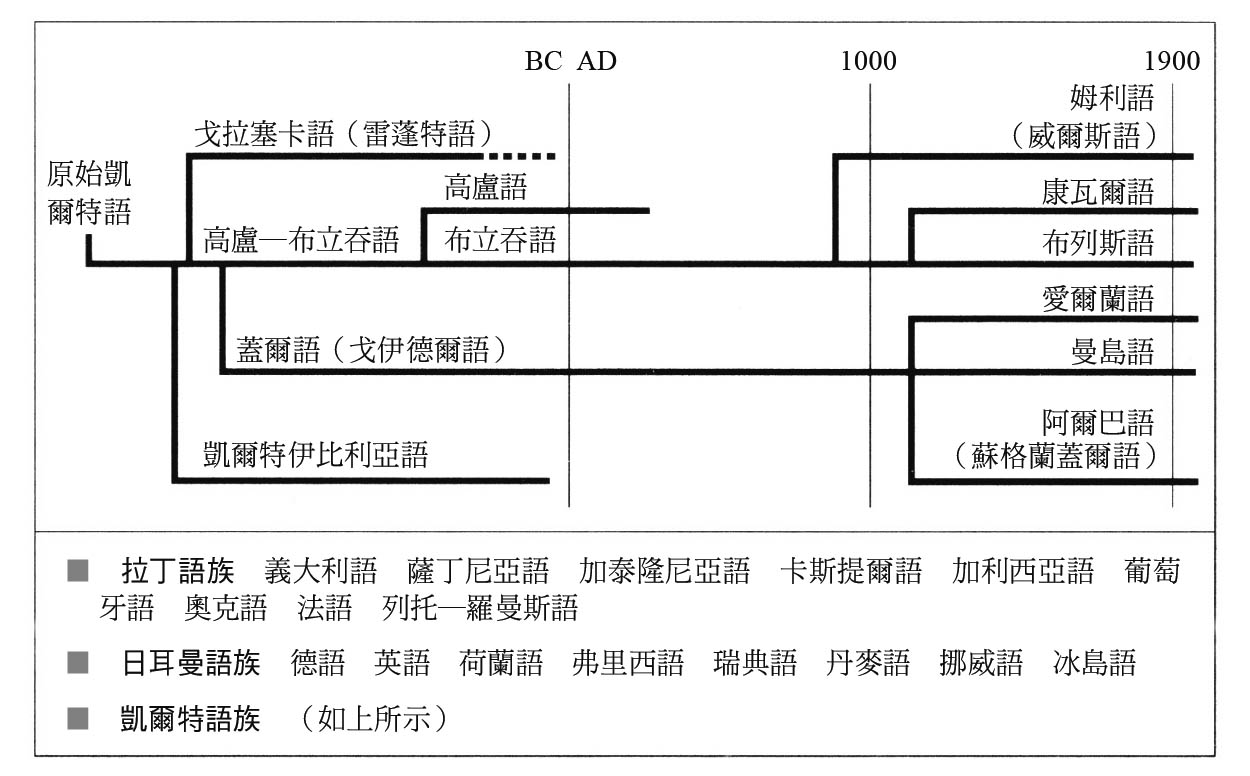 BC AD 1000 1900
姆利語
（威爾斯語）
戈拉塞卡語（雷蓬特語）
原始凱
爾特語
高盧語
康瓦爾語
高盧—布立吞語
布立吞語
布列斯語
愛爾蘭語
蓋爾語（戈伊德爾語）
曼島語
阿爾巴語
（蘇格蘭蓋爾語）
凱爾特伊比利亞語
拉丁語族 義大利語 薩丁尼亞語 加泰隆尼亞語 卡斯提爾語 加利西亞語 葡萄
牙語 奧克語 法語 列托—羅曼斯語
日耳曼語族 德語 英語 荷蘭語 弗里西語 瑞典語 丹麥語 挪威語 冰島語
凱爾特語族 （如上所示）